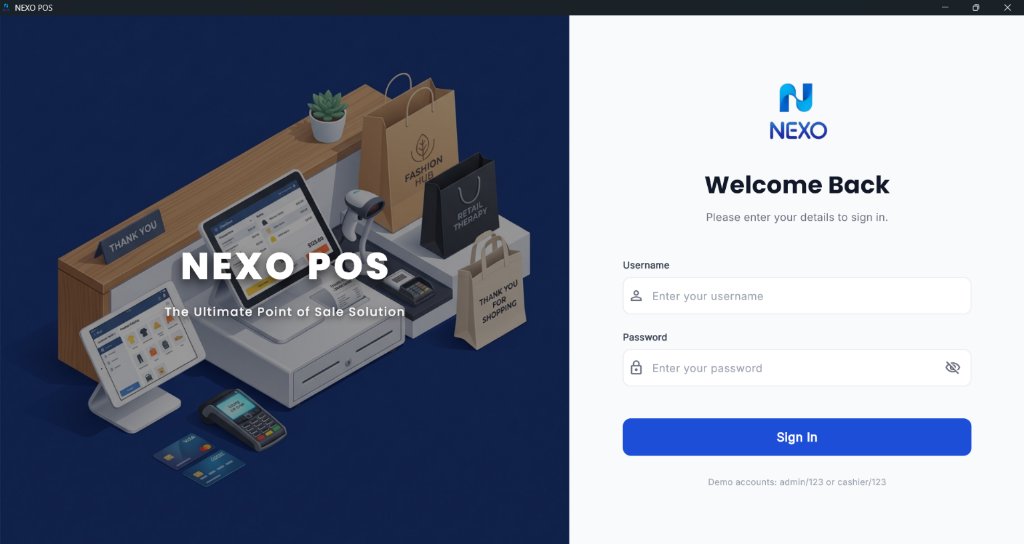 NEXO POS
THANK YOU
FASHION
HUB
RETAIL
THERAPY
THANK YOU
FOR
SHOPPING
NEXO POS
The Ultimate Point of Sale Solution
VISA
NEXO
Welcome Back
Please enter your details to sign in.
Username
Enter your username
Password
Enter your password
Sign In
Demo accounts: admin/123 or cashier/123